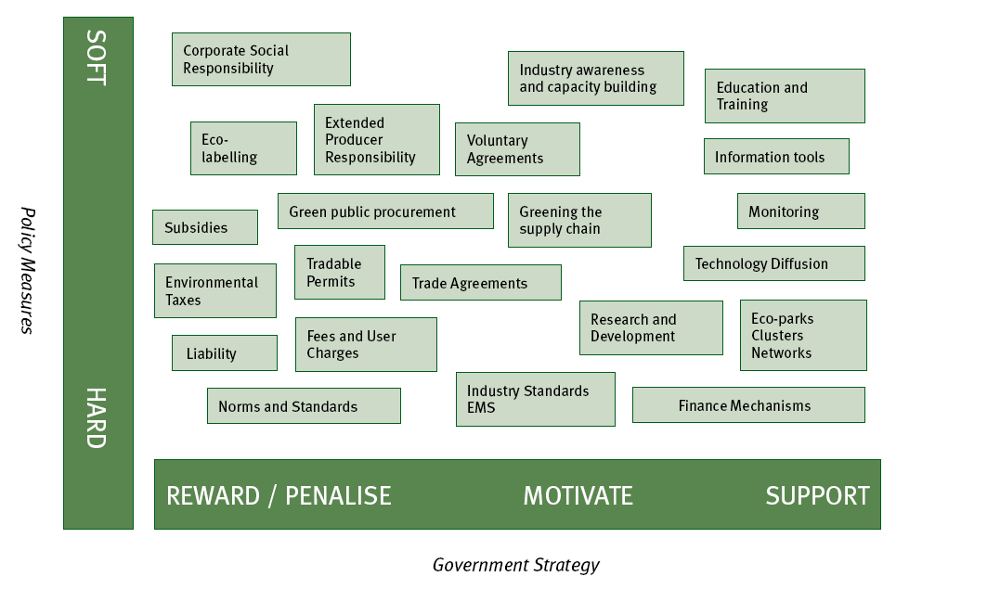 SOFT
Corporate Social
Responsibility
Industry awareness
and capacity building
Education and
Training
Eco-
labelling
Extended
Producer
Responsibility
Voluntary
Agreements
Information tools
Subsidies
Green public procurement
Greening the
supply chain
Monitoring
Policy Measures
Environmental
Taxes
Tradable
Permits
Trade Agreements
Technology Diffusion
Liability
Fees and User
Charges
Research and
Development
Eco-parks
Clusters
Networks
HARD
Norms and Standards
Industry Standards
EMS
Finance Mechanisms
REWARD / PENALISE
MOTIVATE
SUPPORT
Government Strategy